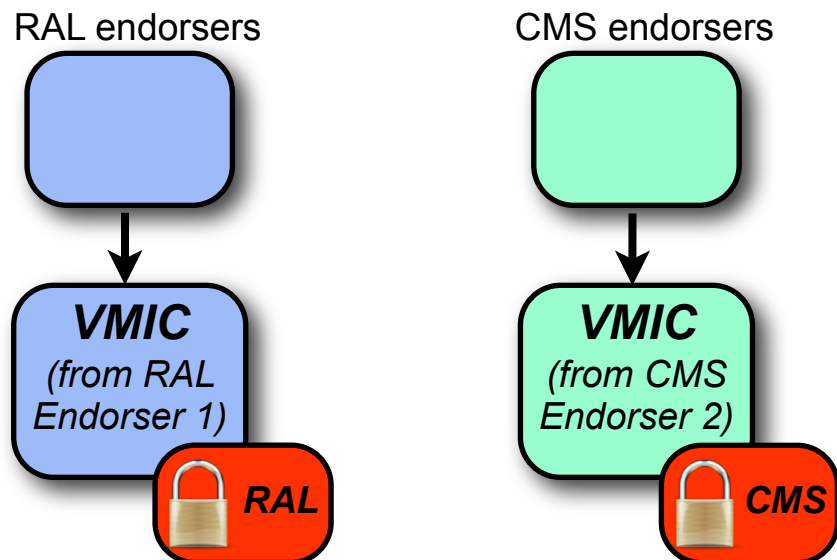 RAL endorsers
CMS endorsers
VMIC
(from RAL
Endorser 1)
RAL
VMIC
(from CMS
Endorser 2)
CMS